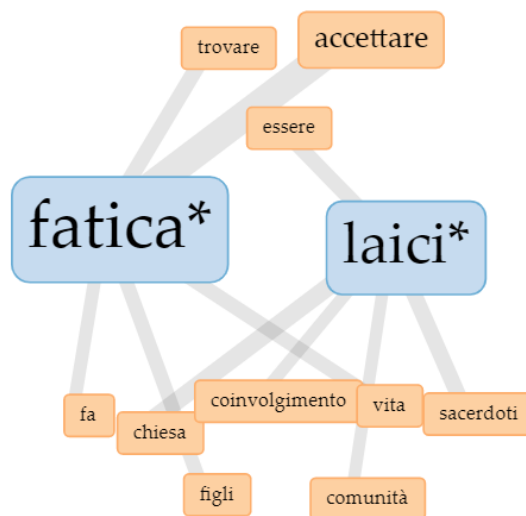 accettare
trovare
essere
fatica*
laici*
coinvolgimento
vita
fa
chiesa
sacerdoti
figli
comunità